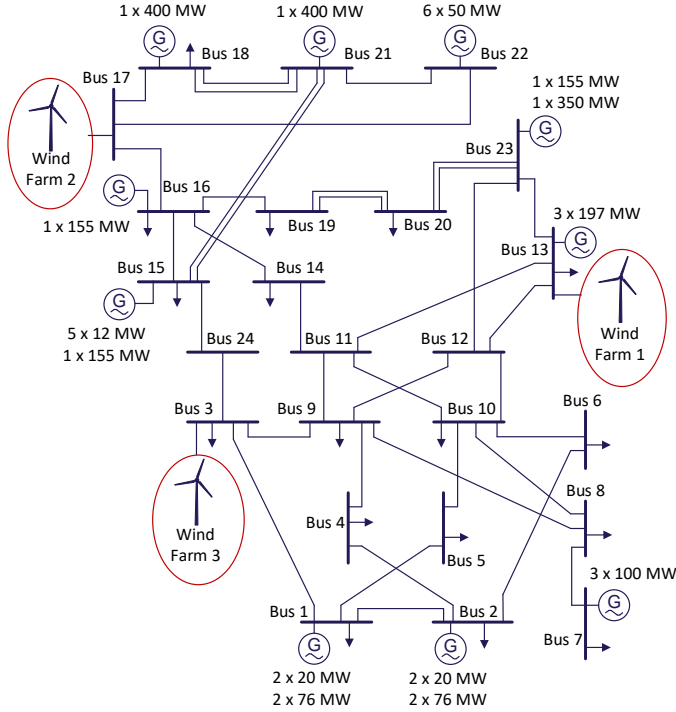 1 x 400 MW
1 x 400 MW
6 x 50 MW
G
Bus 18
G
Bus 21
G
Bus 22
Bus 17
1 x 155 MW
1 x 350 MW
Wind
Farm 2
Bus 23
G
G
Bus 16
1 x 155 MW
Bus 19
Bus 20
3 x 197 MW
Bus 13
G
Bus 15
Bus 14
G
5 x 12 MW
1 x 155 MW
Wind
Farm 1
Bus 24
Bus 11
Bus 12
Bus 3
Bus 9
Bus 10
Bus 6
Wind
Farm 3
Bus 4
Bus 5
Bus 8
3 x 100 MW
G
Bus 7
Bus 1
Bus 2
G
G
2 x 20 MW
2 x 76 MW
2 x 20 MW
2 x 76 MW